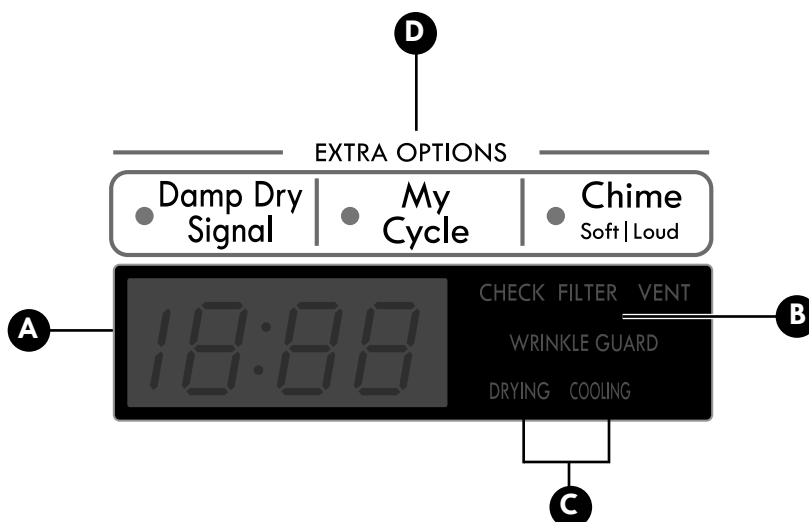 D
EXTRA OPTIONS
Damp Dry
Signal
My
Cycle
Chime
Soft | Loud
A
18:88
CHECK FILTER VENT
B
WRINKLE GUARD
DRYING COOLING
C